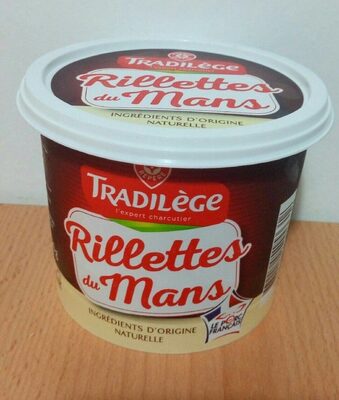 TRADILÈGE
Rillettes
du Mans
INGRÉDIENTS D'ORIGINE
NATURELLE
REPÈRE
TRADILÈGE
l'expert charcutier
Rillettes
du Mans
INGRÉDIENTS D'ORIGINE
NATURELLE
LE PORC
FRANÇAIS